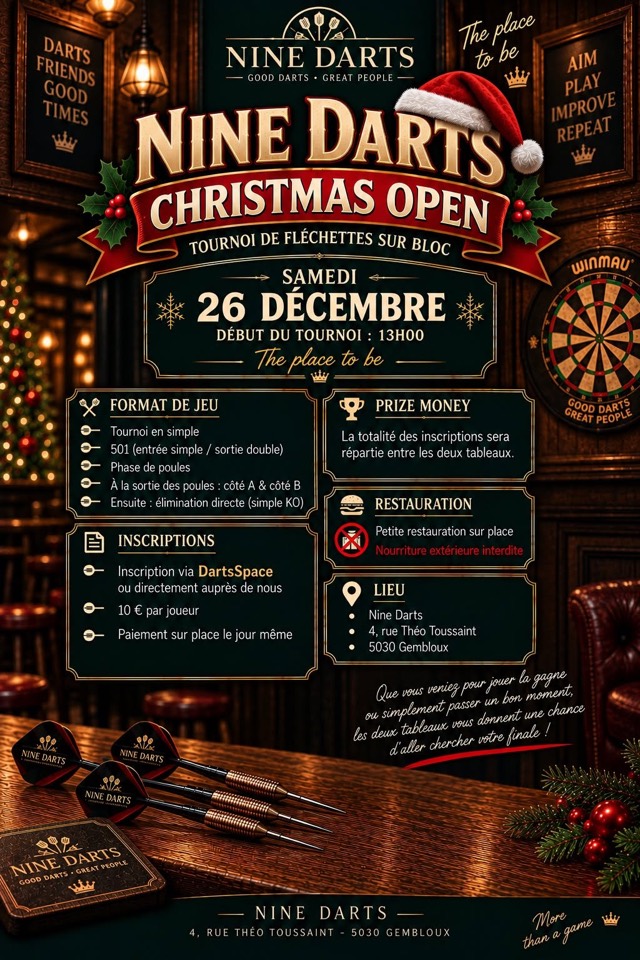 DARTS
FRIENDS
GOOD
TIMES
NINE DARTS
GOOD DARTS • GREAT PEOPLE
The place
to be
AIM
PLAY
IMPROVE
REPEAT
NINE DARTS
CHRISTMAS OPEN
TOURNOI DE FLÉCHETTES SUR BLOC
SAMEDI
26 DÉCEMBRE
DÉBUT DU TOURNOI : 13H00
The place to be
WINMAU
GOOD DARTS
GREAT PEOPLE
FORMAT DE JEU
Tournoi en simple
501 (entrée simple / sortie double)
Phase de poules
À la sortie des poules : côté A & côté B
Ensuite : élimination directe (simple KO)
PRIZE MONEY
La totalité des inscriptions sera
répartie entre les deux tableaux.
RESTAURATION
Petite restauration sur place
Nourriture extérieure interdite
INSCRIPTIONS
Inscription via DartsSpace
ou directement auprès de nous
10 € par joueur
Paiement sur place le jour même
LIEU
Nine Darts
4, rue Théo Toussaint
5030 Gembloux
Que vous veniez pour jouer la gagne
ou simplement passer un bon moment,
les deux tableaux vous donnent une chance
d'aller chercher votre finale !
NINE DARTS
NINE DARTS
NINE DARTS
NINE DARTS
GOOD DARTS • GREAT PEOPLE
NINE DARTS
4, RUE THÉO TOUSSAINT - 5030 GEMBLOUX
More
than a game